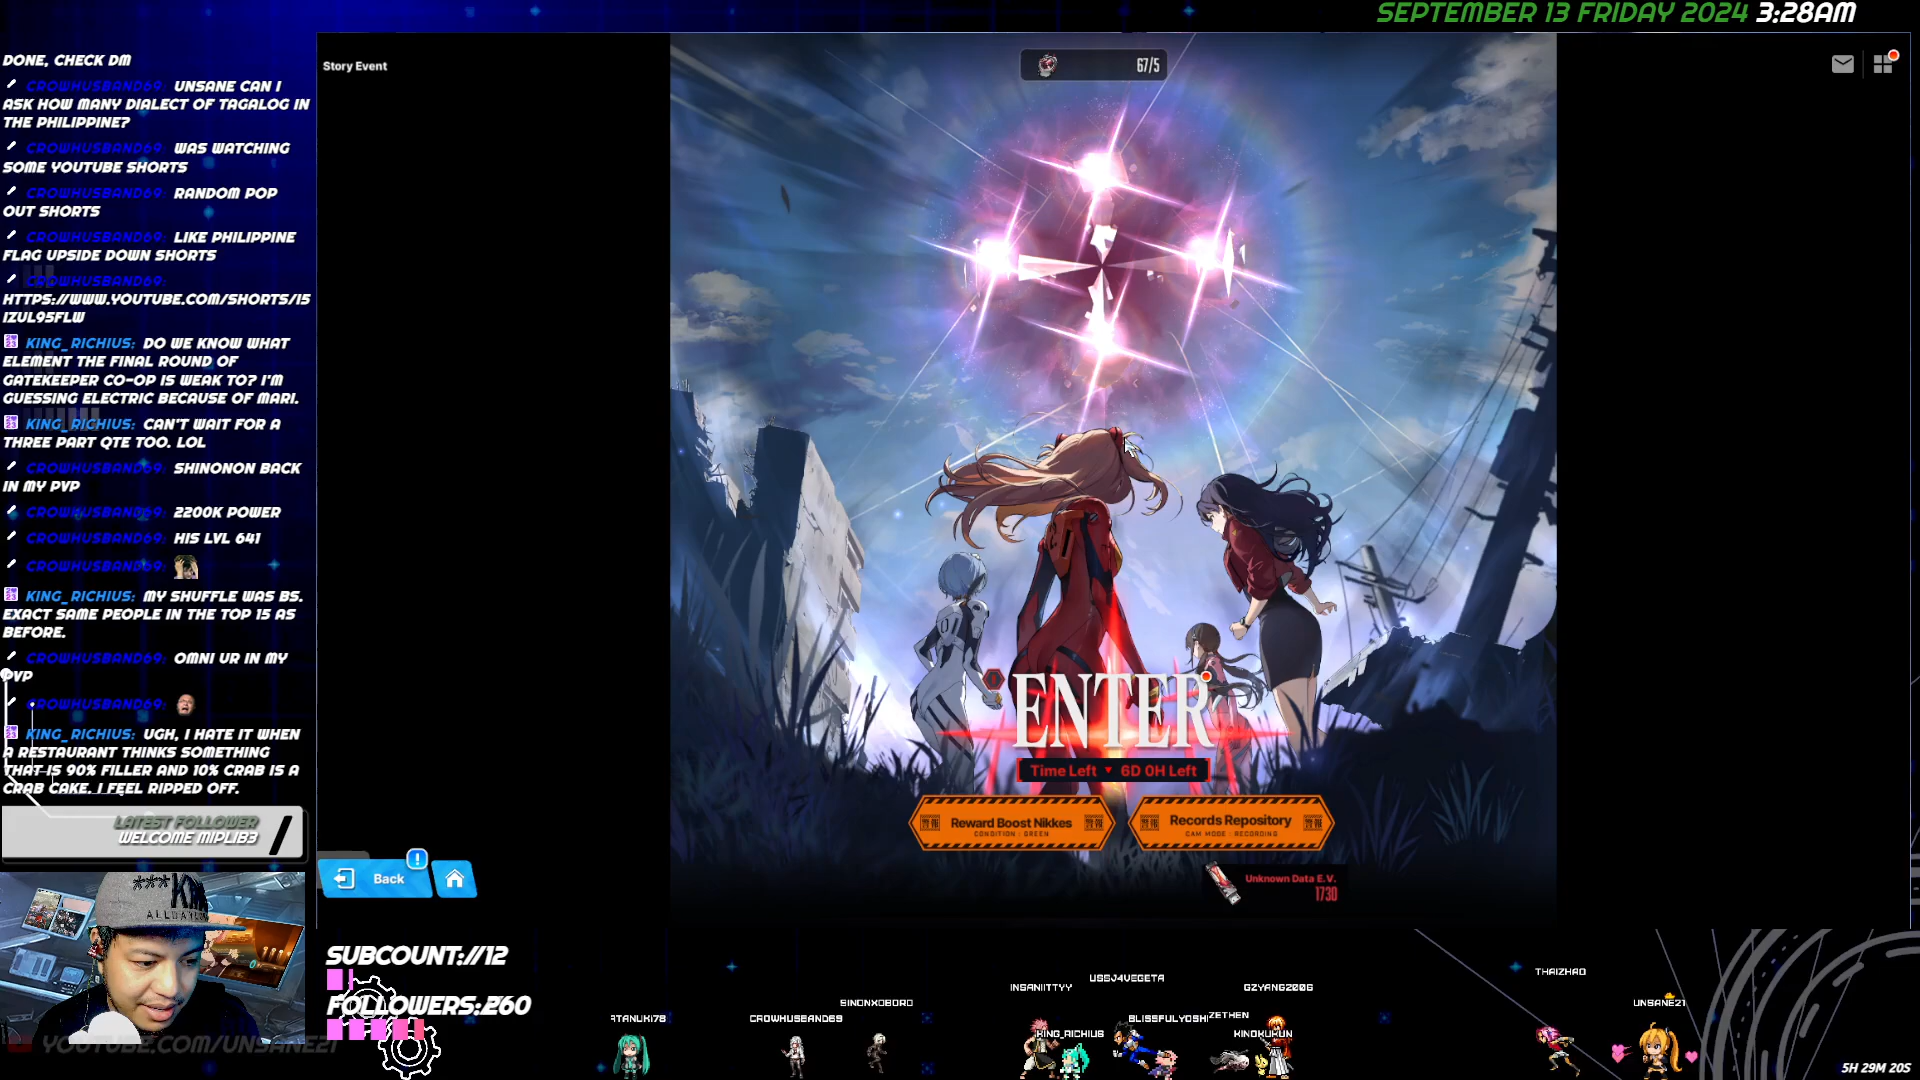 SEPTEMBER 13 FRIDAY 2024 3:28AM
DONE, CHECK DM
CROWHUSBAND69: UNSANE CAN I
ASK HOW MANY DIALECT OF TAGALOG IN
THE PHILIPPINE?
CROWHUSBAND69: WAS WATCHING
SOME YOUTUBE SHORTS
CROWHUSBAND69: RANDOM POP
OUT SHORTS
CROWHUSBAND69: LIKE PHILIPPINE
FLAG UPSIDE DOWN SHORTS
CROWHUSBAND69:
HTTPS://WWW.YOUTUBE.COM/SHORTS/I5
IZUL95FLW
KING_RICHIUS: DO WE KNOW WHAT
ELEMENT THE FINAL ROUND OF
GATEKEEPER CO-OP IS WEAK TO? I'M
GUESSING ELECTRIC BECAUSE OF MARI.
KING_RICHIUS: CAN'T WAIT FOR A
THREE PART QTE TOO. LOL
CROWHUSBAND69: SHINONON BACK
IN MY PVP
CROWHUSBAND69: 2200K POWER
CROWHUSBAND69: HIS LVL 641
CROWHUSBAND69:
KING_RICHIUS: MY SHUFFLE WAS BS.
EXACT SAME PEOPLE IN THE TOP 15 AS
BEFORE.
CROWHUSBAND69: OMNI UR IN MY
PVP
CROWHUSBAND69:
KING_RICHIUS: UGH, I HATE IT WHEN
A RESTAURANT THINKS SOMETHING
THAT IS 90% FILLER AND 10% CRAB IS A
CRAB CAKE. I FEEL RIPPED OFF.
LATEST FOLLOWER
WELCOME MIPLIB3
Story Event
67/5
ENTER
Time Left ▼ 6D 0H Left
Reward Boost Nikkes
CONDITION : GREEN
Records Repository
CAM MODE : RECORDING
Unknown Data E.V.
1730
Back
ALLDAY
YOUTUBE.COM/UNSANE21
SUBCOUNT://12
FOLLOWERS:260
ATANUKI78
CROWHUSBAND69
SINONXOBORO
INSANIITTYY
USSJ4VEGETA
KING_RICHIUS
BLISSFULYOSHI
ZETHEN
GZYANG2006
KINOKUKUN
THAIZHAO
UNSANE21
5H 29M 20S